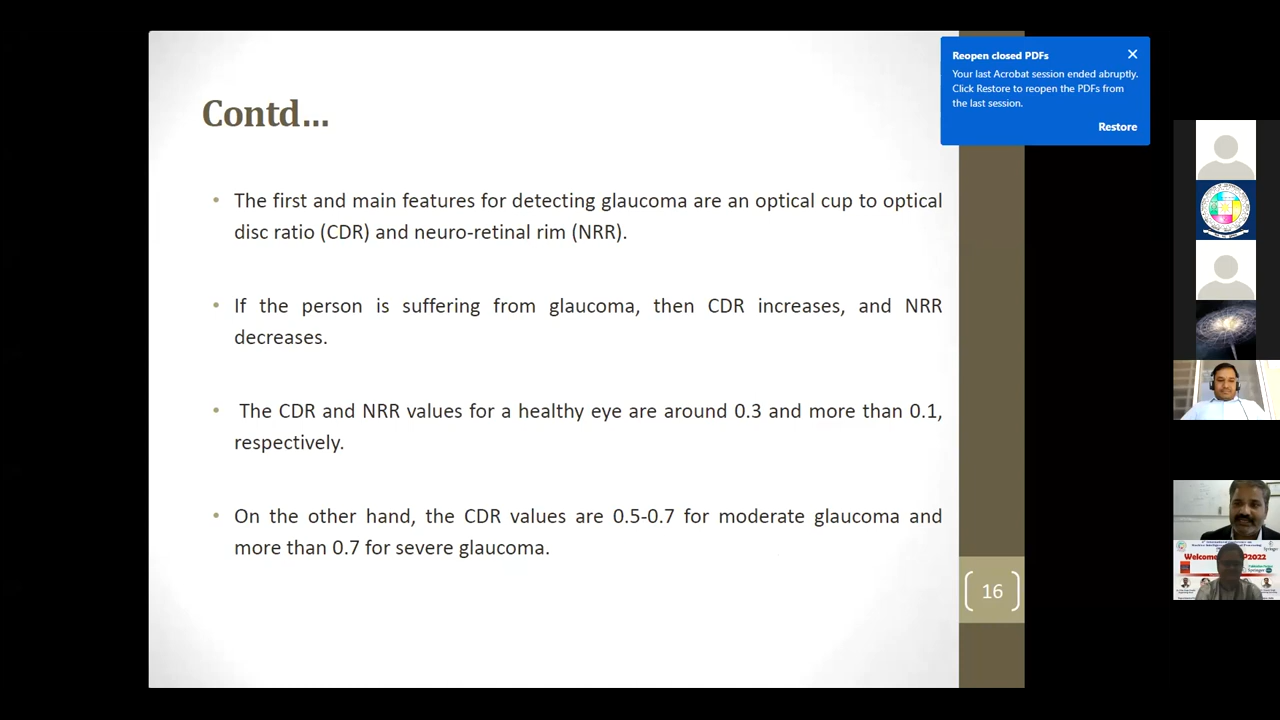 Contd...
The first and main features for detecting glaucoma are an optical cup to optical
disc ratio (CDR) and neuro-retinal rim (NRR).
If the person is suffering from glaucoma, then CDR increases, and NRR
decreases.
The CDR and NRR values for a healthy eye are around 0.3 and more than 0.1,
respectively.
On the other hand, the CDR values are 0.5-0.7 for moderate glaucoma and
more than 0.7 for severe glaucoma.
16
Reopen closed PDFs
Your last Acrobat session ended abruptly.
Click Restore to reopen the PDFs from
the last session.
Restore
Springer
Welcome
P2022
Springer